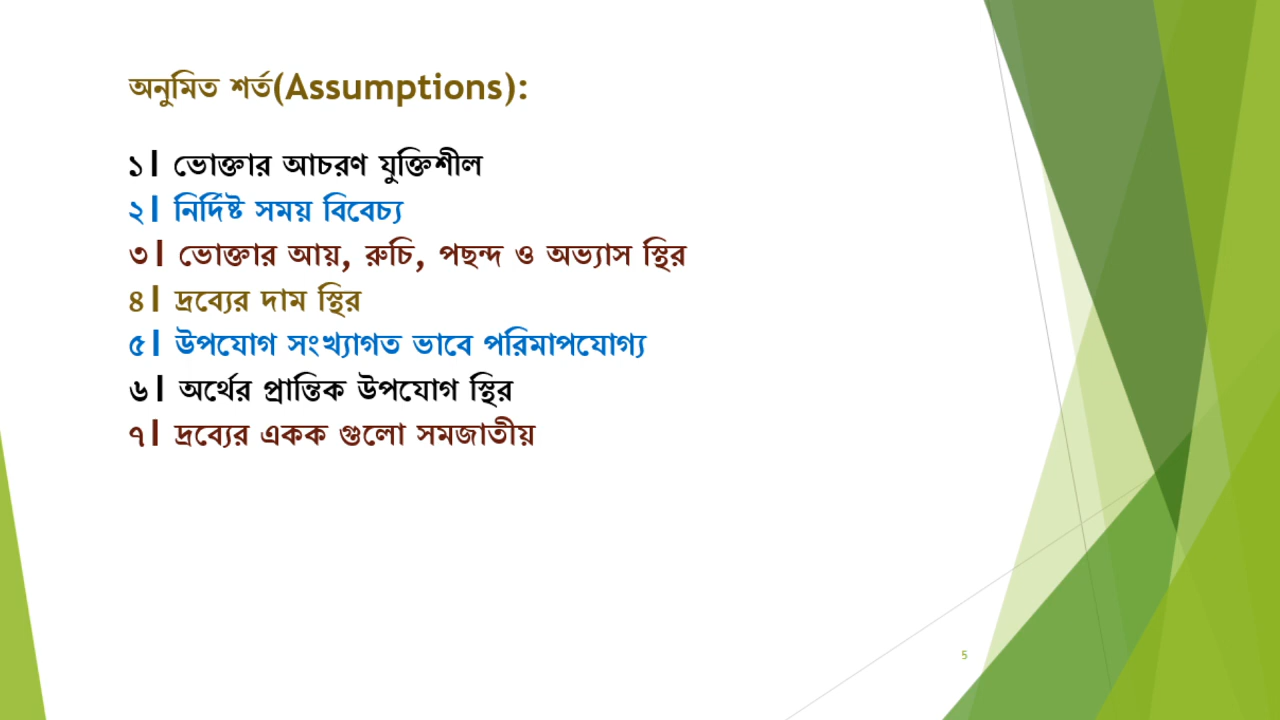 অনুমিত শর্ত(Assumptions):
১। ভোক্তার আচরণ যুক্তিশীল
২। নির্দিষ্ট সময় বিবেচ্য
৩। ভোক্তার আয়, রুচি, পছন্দ ও অভ্যাস স্থির
৪। দ্রব্যের দাম স্থির
৫। উপযোগ সংখ্যাগত ভাবে পরিমাপযোগ্য
৬। অর্থের প্রান্তিক উপযোগ স্থির
৭। দ্রব্যের একক গুলো সমজাতীয়
5